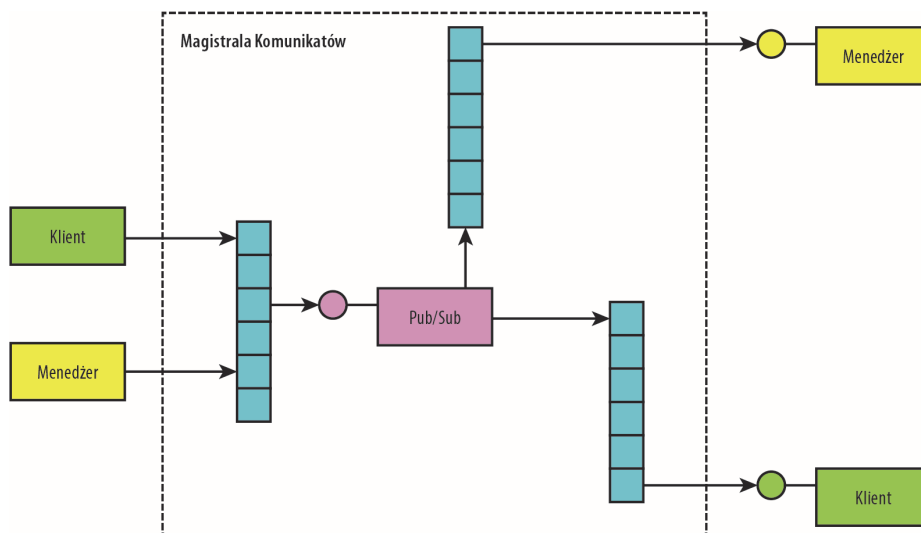 Magistrala Komunikatów
Menedżer
Klient
Pub/Sub
Menedżer
Klient